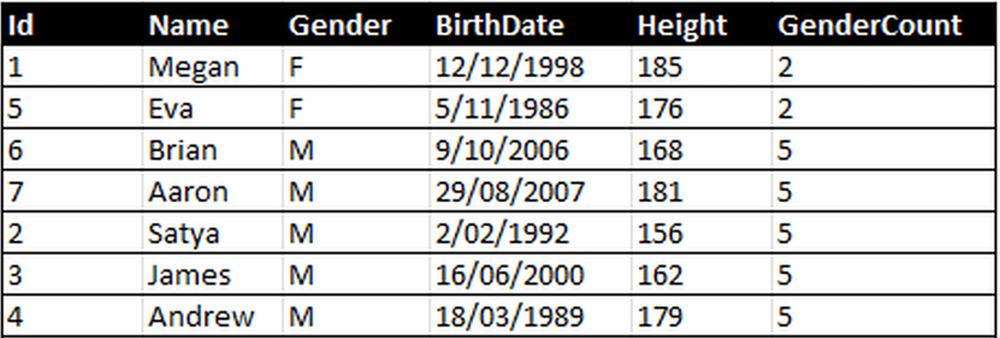 Id Name Gender BirthDate Height GenderCount
1 Megan F 12/12/1998 185 2
5 Eva F 5/11/1986 176 2
6 Brian M 9/10/2006 168 5
7 Aaron M 29/08/2007 181 5
2 Satya M 2/02/1992 156 5
3 James M 16/06/2000 162 5
4 Andrew M 18/03/1989 179 5